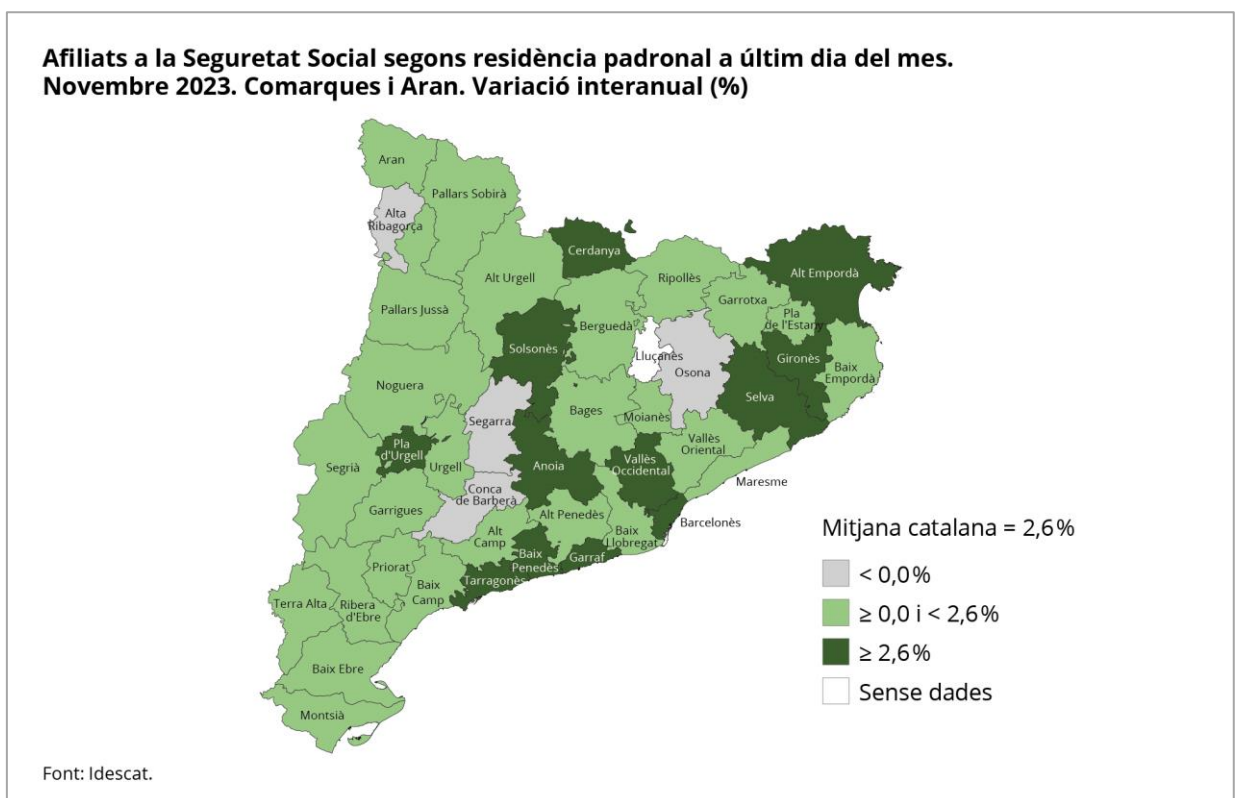 Afiliats a la Seguretat Social segons residència padronal a últim dia del mes.
Novembre 2023. Comarques i Aran. Variació interanual (%)
Aran
Pallars Sobirà
Alta
Ribagorça
Cerdanya
Alt Urgell
Ripollès
Alt Empordà
Garrotxa
Pallars Jussà
Pla
de l'Estany
Berguedà
Solsonès
Lluçanès
Osona
Gironès
Baix
Empordà
Noguera
Selva
Bages
Moianès
Segarra
Vallès
Oriental
Pla
d'Urgell
Urgell
Segrià
Anoia
Vallès
Occidental
Maresme
Conca
de Barberà
Garrigues
Alt Penedès
Barcelonès
Alt
Camp
Baix
Llobregat
Baix
Penedès
Garraf
Tarragonès
Priorat
Baix
Camp
Terra Alta
Ribera
d'Ebre
Baix Ebre
Montsià
Mitjana catalana = 2,6%
< 0,0%
≥ 0,0 i < 2,6%
≥ 2,6%
Sense dades
Font: Idescat.